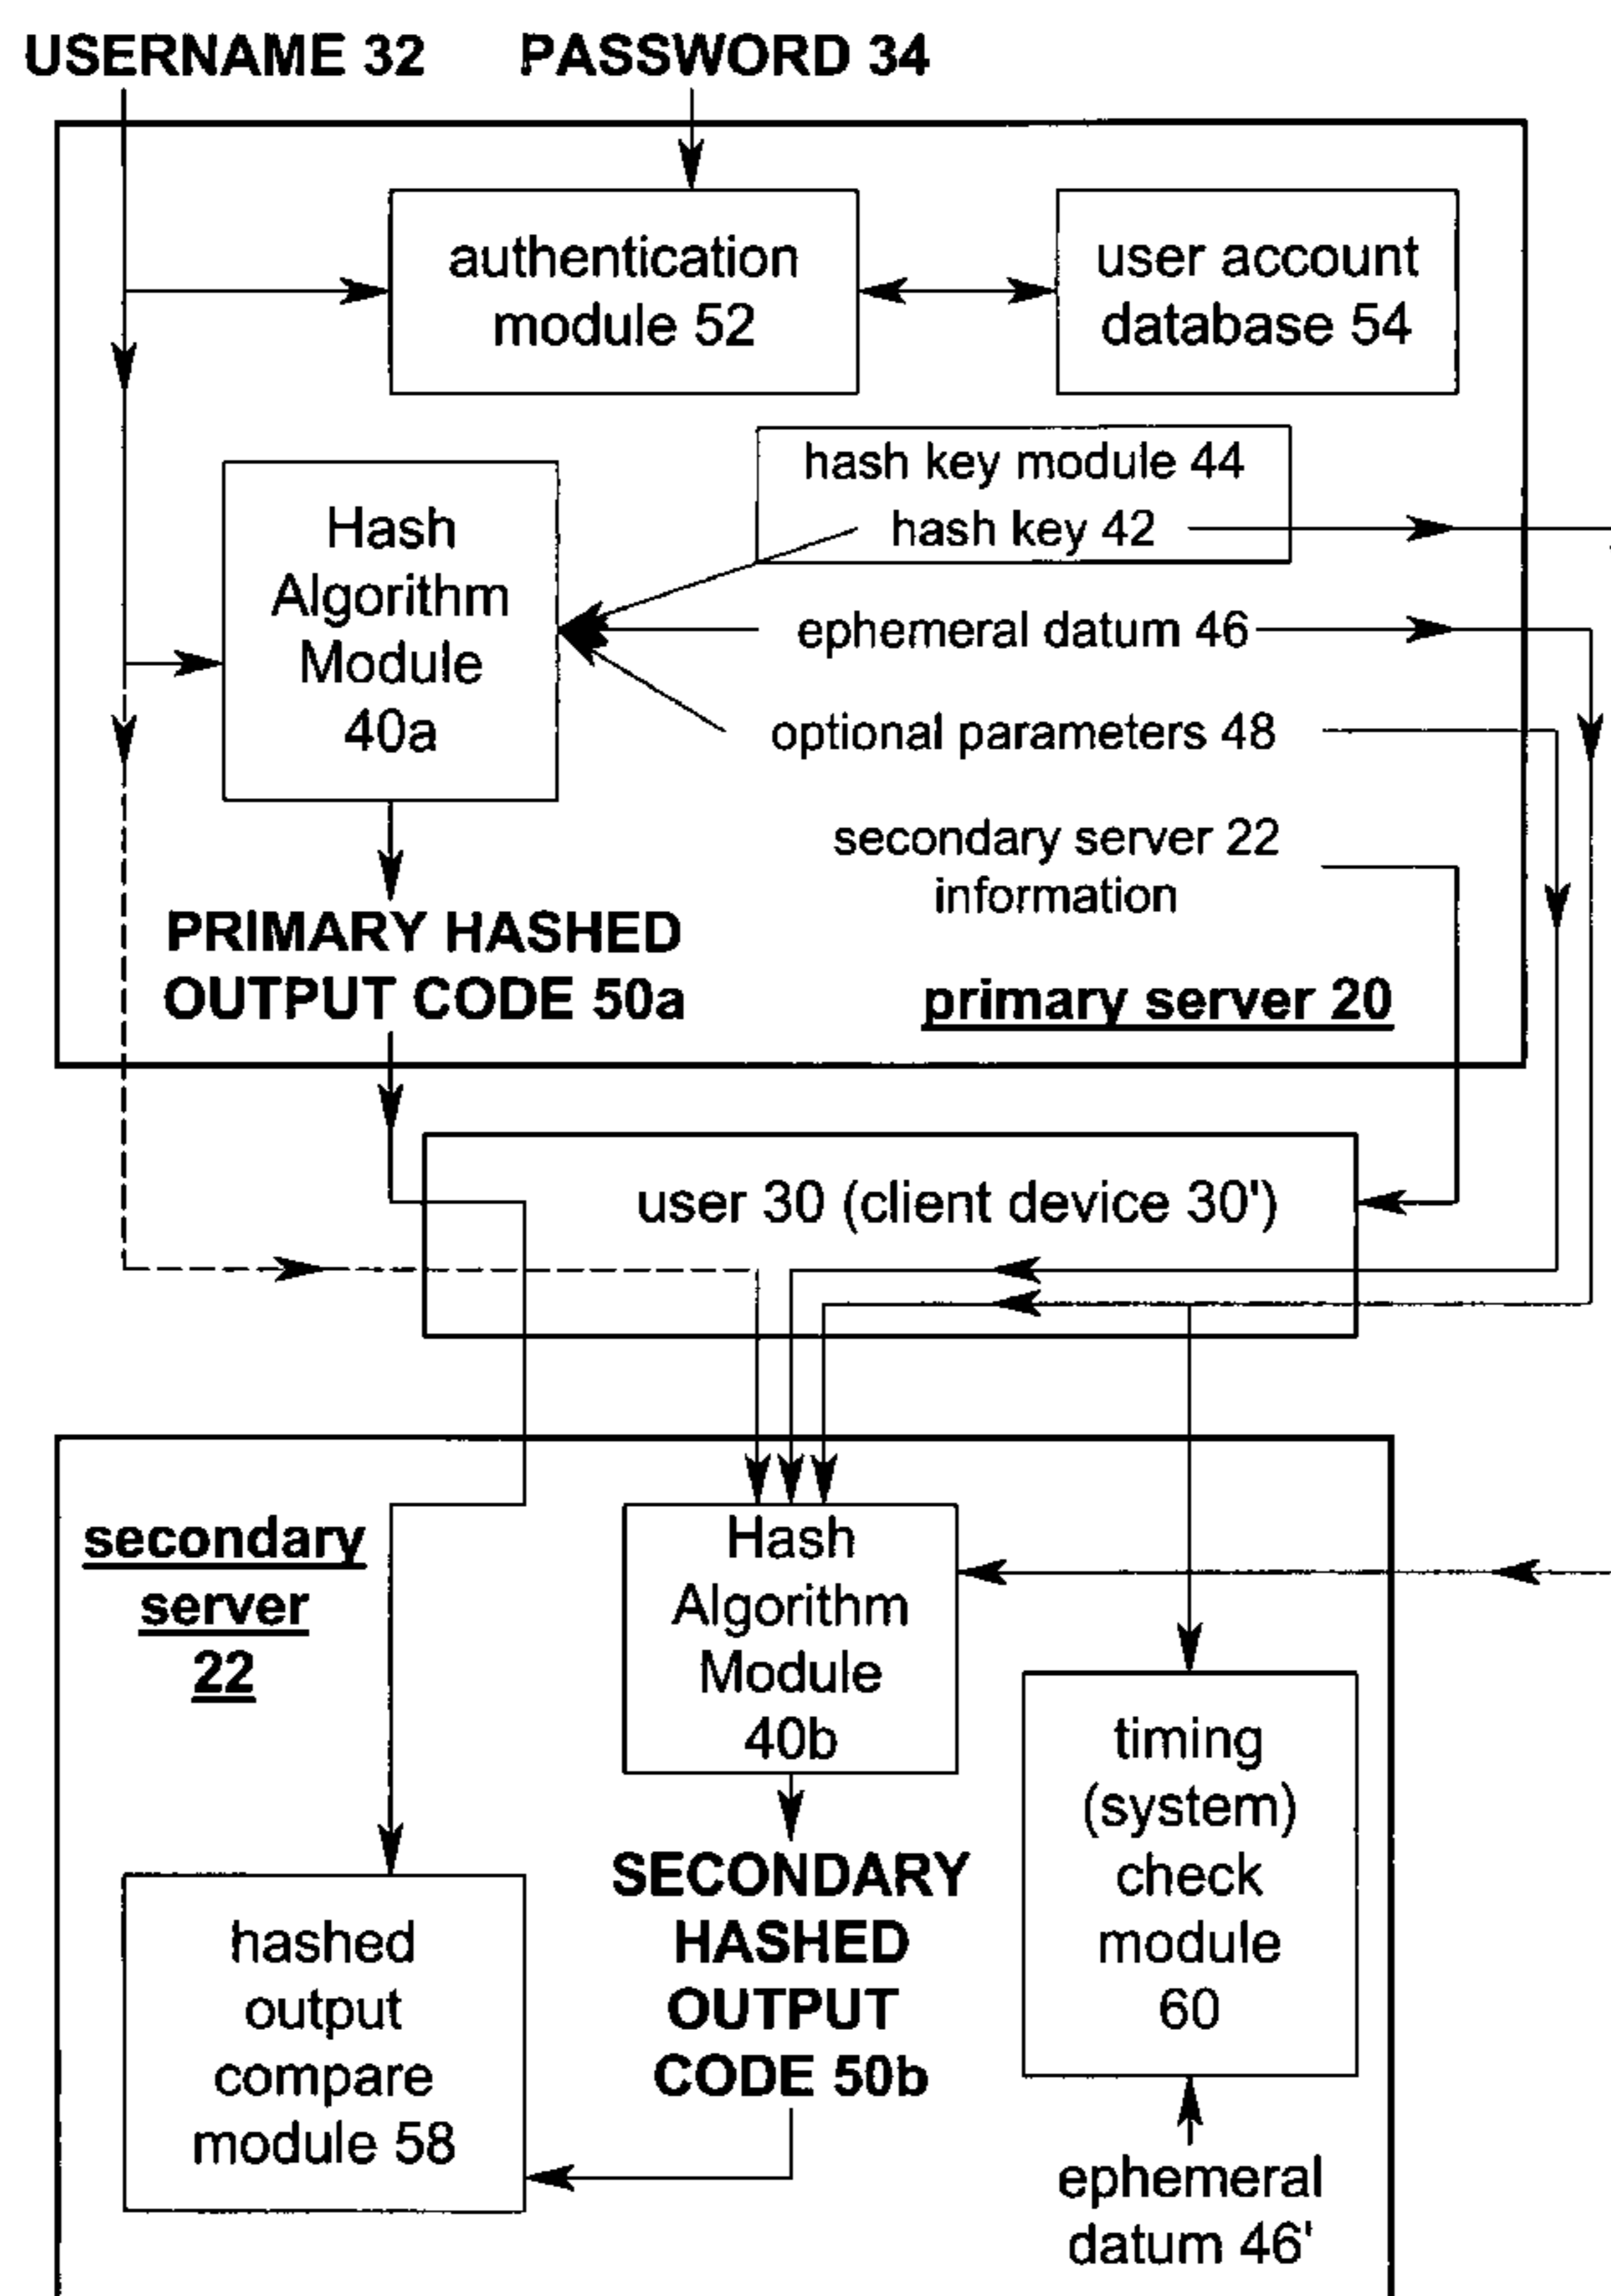 USERNAME 32 PASSWORD 34
authentication
module 52
user account
database 54
hash key module 44
hash key 42
Hash
Algorithm
Module
40a
ephemeral datum 46
optional parameters 48
secondary server 22
information
PRIMARY HASHED
OUTPUT CODE 50a
primary server 20
user 30 (client device 30')
secondary
server
22
Hash
Algorithm
Module
40b
timing
(system)
check
module
60
SECONDARY
HASHED
OUTPUT
CODE 50b
hashed
output
compare
module 58
ephemeral
datum 46'